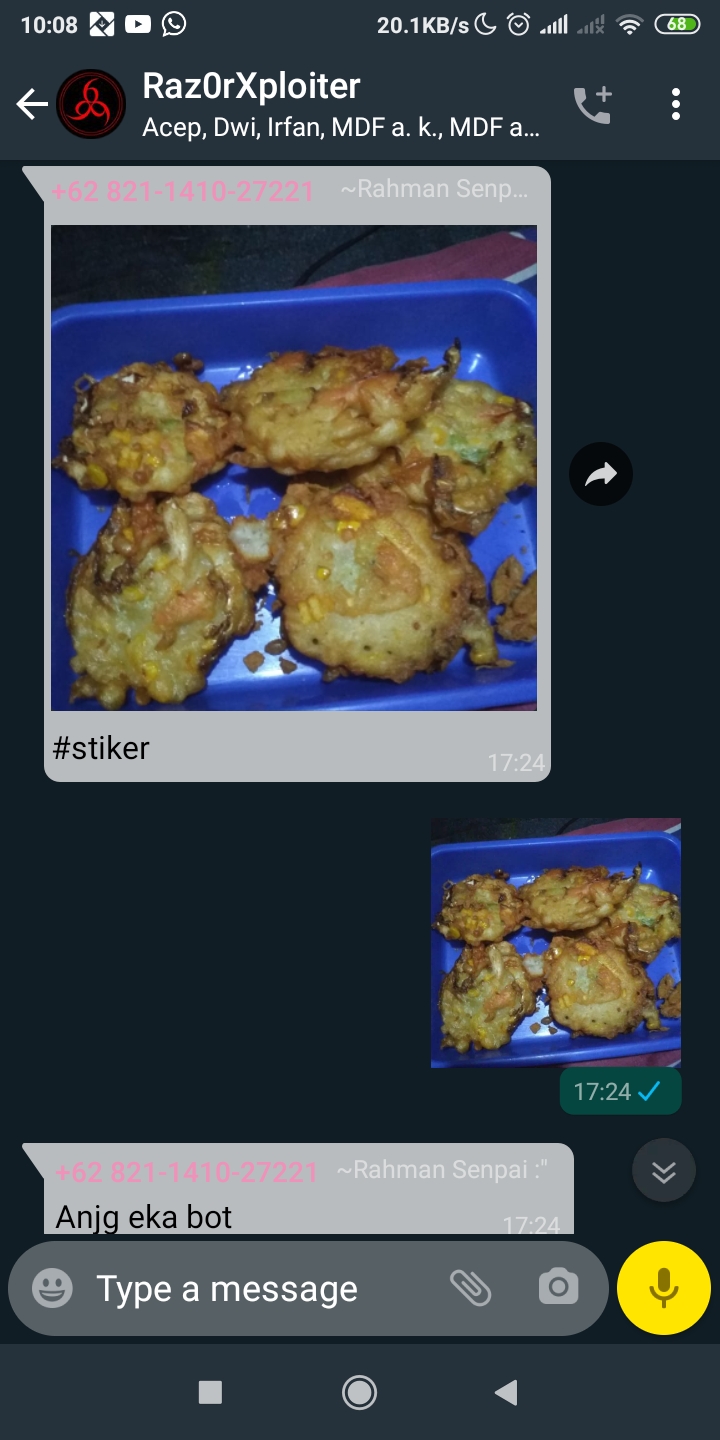 10:08
20.1KB/s
68
Raz0rXploiter
Acep, Dwi, Irfan, MDF a. k., MDF a...
+62 821-1410-27221 ~Rahman Senp...
#stiker
17:24
17:24
+62 821-1410-27221 ~Rahman Senpai :"
Anjg eka bot
17:24
Type a message